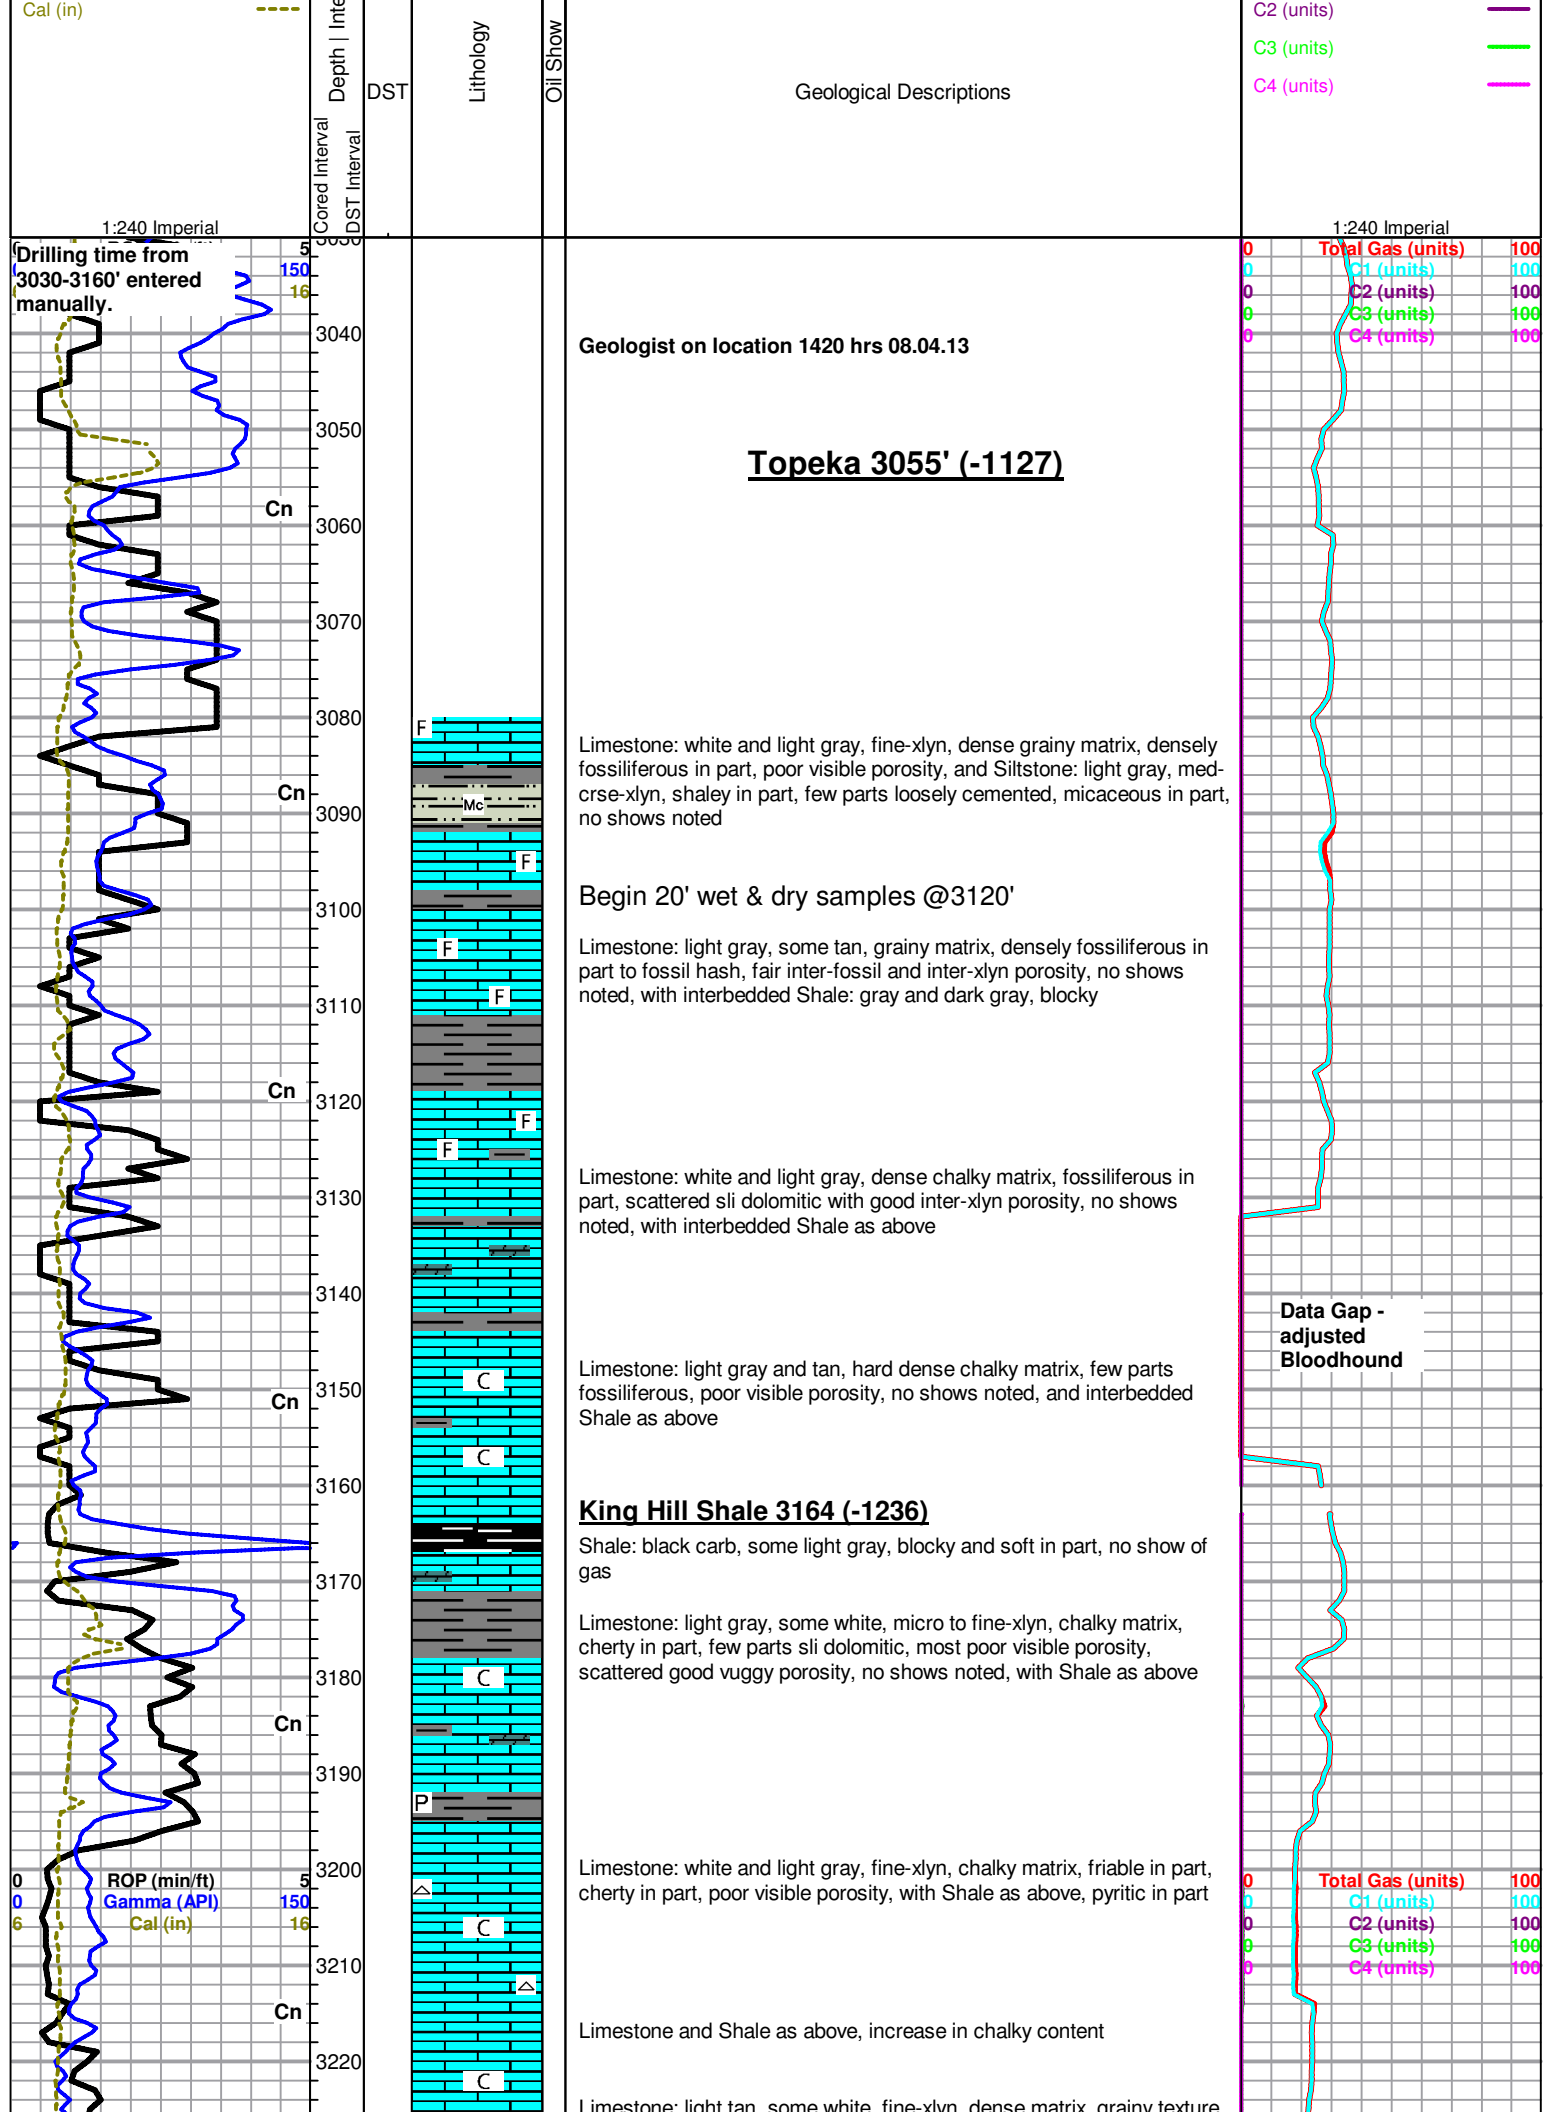 Cal (in)
Cored Interval
Depth | Inte
DST Interval
DST
Lithology
Oil Show
Geological Descriptions
C2 (units)
C3 (units)
C4 (units)
1:240 Imperial
1:240 Imperial
Drilling time from
3030-3160' entered
manually.
5
150
16
0 Total Gas (units) 100
0 C1 (units) 100
0 C2 (units) 100
0 C3 (units) 100
0 C4 (units) 100
3040
Geologist on location 1420 hrs 08.04.13
3050
Topeka 3055' (-1127)
Cn
3060
3070
3080
F
Limestone: white and light gray, fine-xlyn, dense grainy matrix, densely
fossiliferous in part, poor visible porosity, and Siltstone: light gray, med-
crse-xlyn, shaley in part, few parts loosely cemented, micaceous in part,
no shows noted
Cn
Mc
3090
F
Begin 20' wet & dry samples @3120'
3100
F
Limestone: light gray, some tan, grainy matrix, densely fossiliferous in
part to fossil hash, fair inter-fossil and inter-xlyn porosity, no shows
noted, with interbedded Shale: gray and dark gray, blocky
F
3110
Cn
3120
F
F
3130
Limestone: white and light gray, dense chalky matrix, fossiliferous in
part, scattered sli dolomitic with good inter-xlyn porosity, no shows
noted, with interbedded Shale as above
3140
Data Gap -
adjusted
Bloodhound
3150
Cn
C
Limestone: light gray and tan, hard dense chalky matrix, few parts
fossiliferous, poor visible porosity, no shows noted, and interbedded
Shale as above
C
3160
King Hill Shale 3164 (-1236)
Shale: black carb, some light gray, blocky and soft in part, no show of
gas
3170
Limestone: light gray, some white, micro to fine-xlyn, chalky matrix,
cherty in part, few parts sli dolomitic, most poor visible porosity,
scattered good vuggy porosity, no shows noted, with Shale as above
3180
C
Cn
3190
P
3200
0 ROP (min/ft) 5
0 Gamma (API) 150
6 Cal (in) 16
Limestone: white and light gray, fine-xlyn, chalky matrix, friable in part,
cherty in part, poor visible porosity, with Shale as above, pyritic in part
0 Total Gas (units) 100
0 C1 (units) 100
0 C2 (units) 100
0 C3 (units) 100
0 C4 (units) 100
C
3210
Cn
Limestone and Shale as above, increase in chalky content
3220
C
Limestone: light tan, some white, fine-xlyn, dense matrix, grainy texture